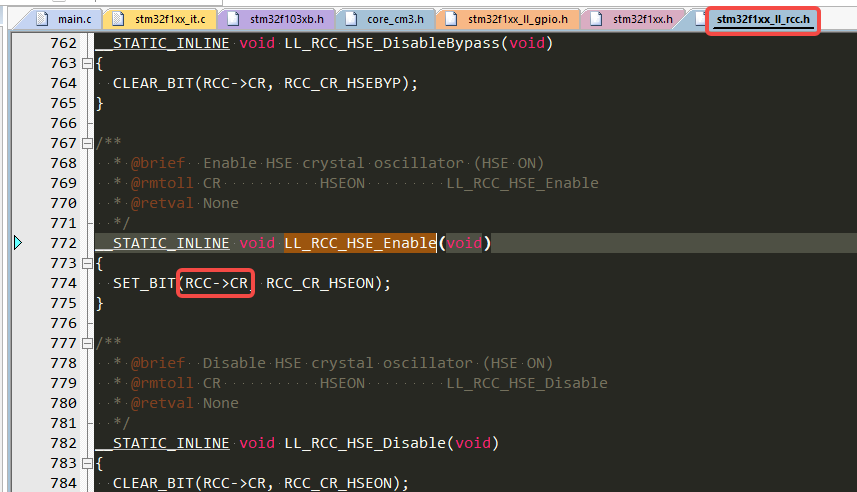 main.c stm32f1xx_it.c stm32f103xb.h core_cm3.h stm32f1xx_ll_gpio.h stm32f1xx.h stm32f1xx_ll_rcc.h
762 __STATIC_INLINE void LL_RCC_HSE_DisableBypass(void)
763 {
764 CLEAR_BIT(RCC->CR, RCC_CR_HSEBYP);
765 }
766
767 /**
768 * @brief Enable HSE crystal oscillator (HSE ON)
769 * @rmtoll CR HSEON LL_RCC_HSE_Enable
770 * @retval None
771 */
772 __STATIC_INLINE void LL_RCC_HSE_Enable(void)
773 {
774 SET_BIT(RCC->CR, RCC_CR_HSEON);
775 }
776
777 /**
778 * @brief Disable HSE crystal oscillator (HSE ON)
779 * @rmtoll CR HSEON LL_RCC_HSE_Disable
780 * @retval None
781 */
782 __STATIC_INLINE void LL_RCC_HSE_Disable(void)
783 {
784 CLEAR_BIT(RCC->CR, RCC_CR_HSEON);